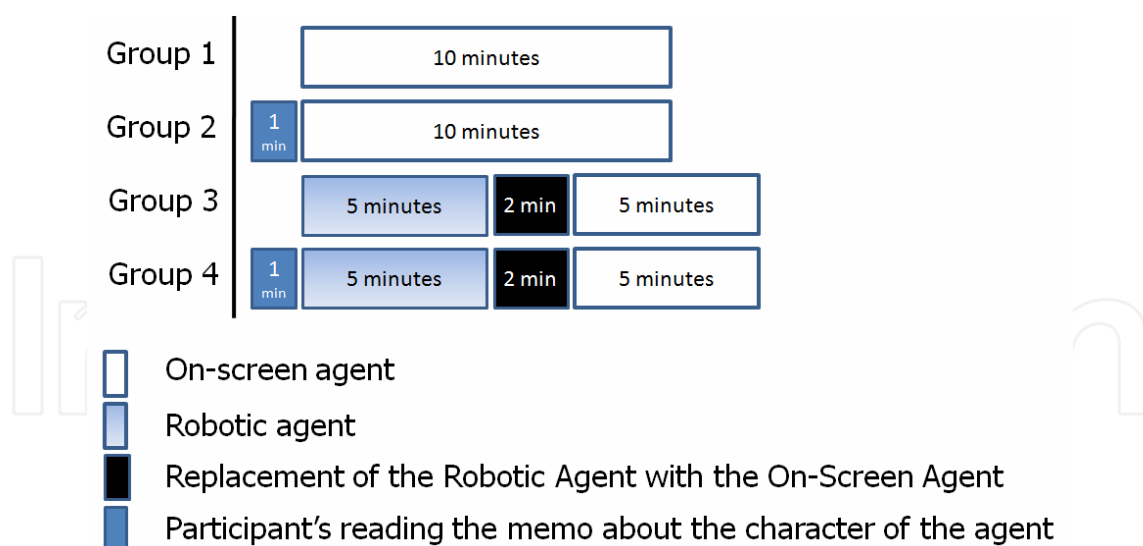 Group 1
10 minutes
Group 2
1
min
10 minutes
Group 3
5 minutes
2 min
5 minutes
Group 4
1
min
5 minutes
2 min
5 minutes
On-screen agent
Robotic agent
Replacement of the Robotic Agent with the On-Screen Agent
Participant's reading the memo about the character of the agent